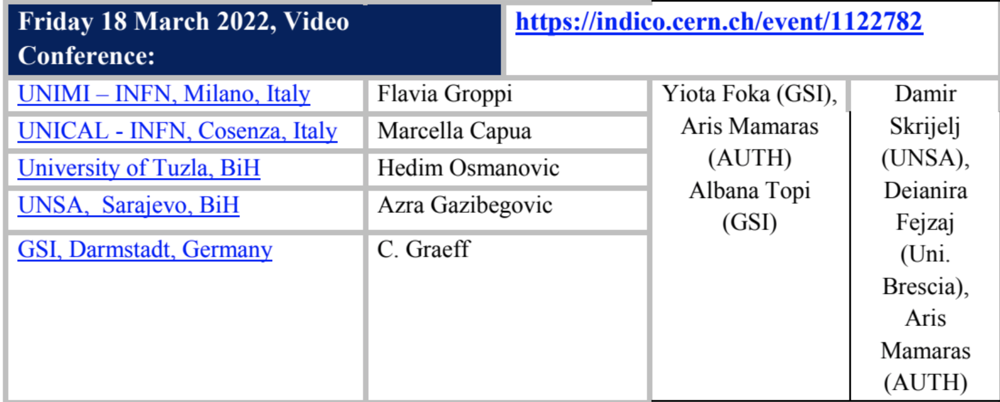 Friday 18 March 2022, Video
Conference:
https://indico.cern.ch/event/1122782
UNIMI – INFN, Milano, Italy
Flavia Groppi
UNICAL - INFN, Cosenza, Italy
Marcella Capua
University of Tuzla, BiH
Hedim Osmanovic
UNSA,  Sarajevo, BiH
Azra Gazibegovic
GSI, Darmstadt, Germany
C. Graeff
Yiota Foka (GSI),
Aris Mamaras
(AUTH)
Albana Topi
(GSI)
Damir
Skrijelj
(UNSA),
Deianira
Fejzaj
(Uni.
Brescia),
Aris
Mamaras
(AUTH)